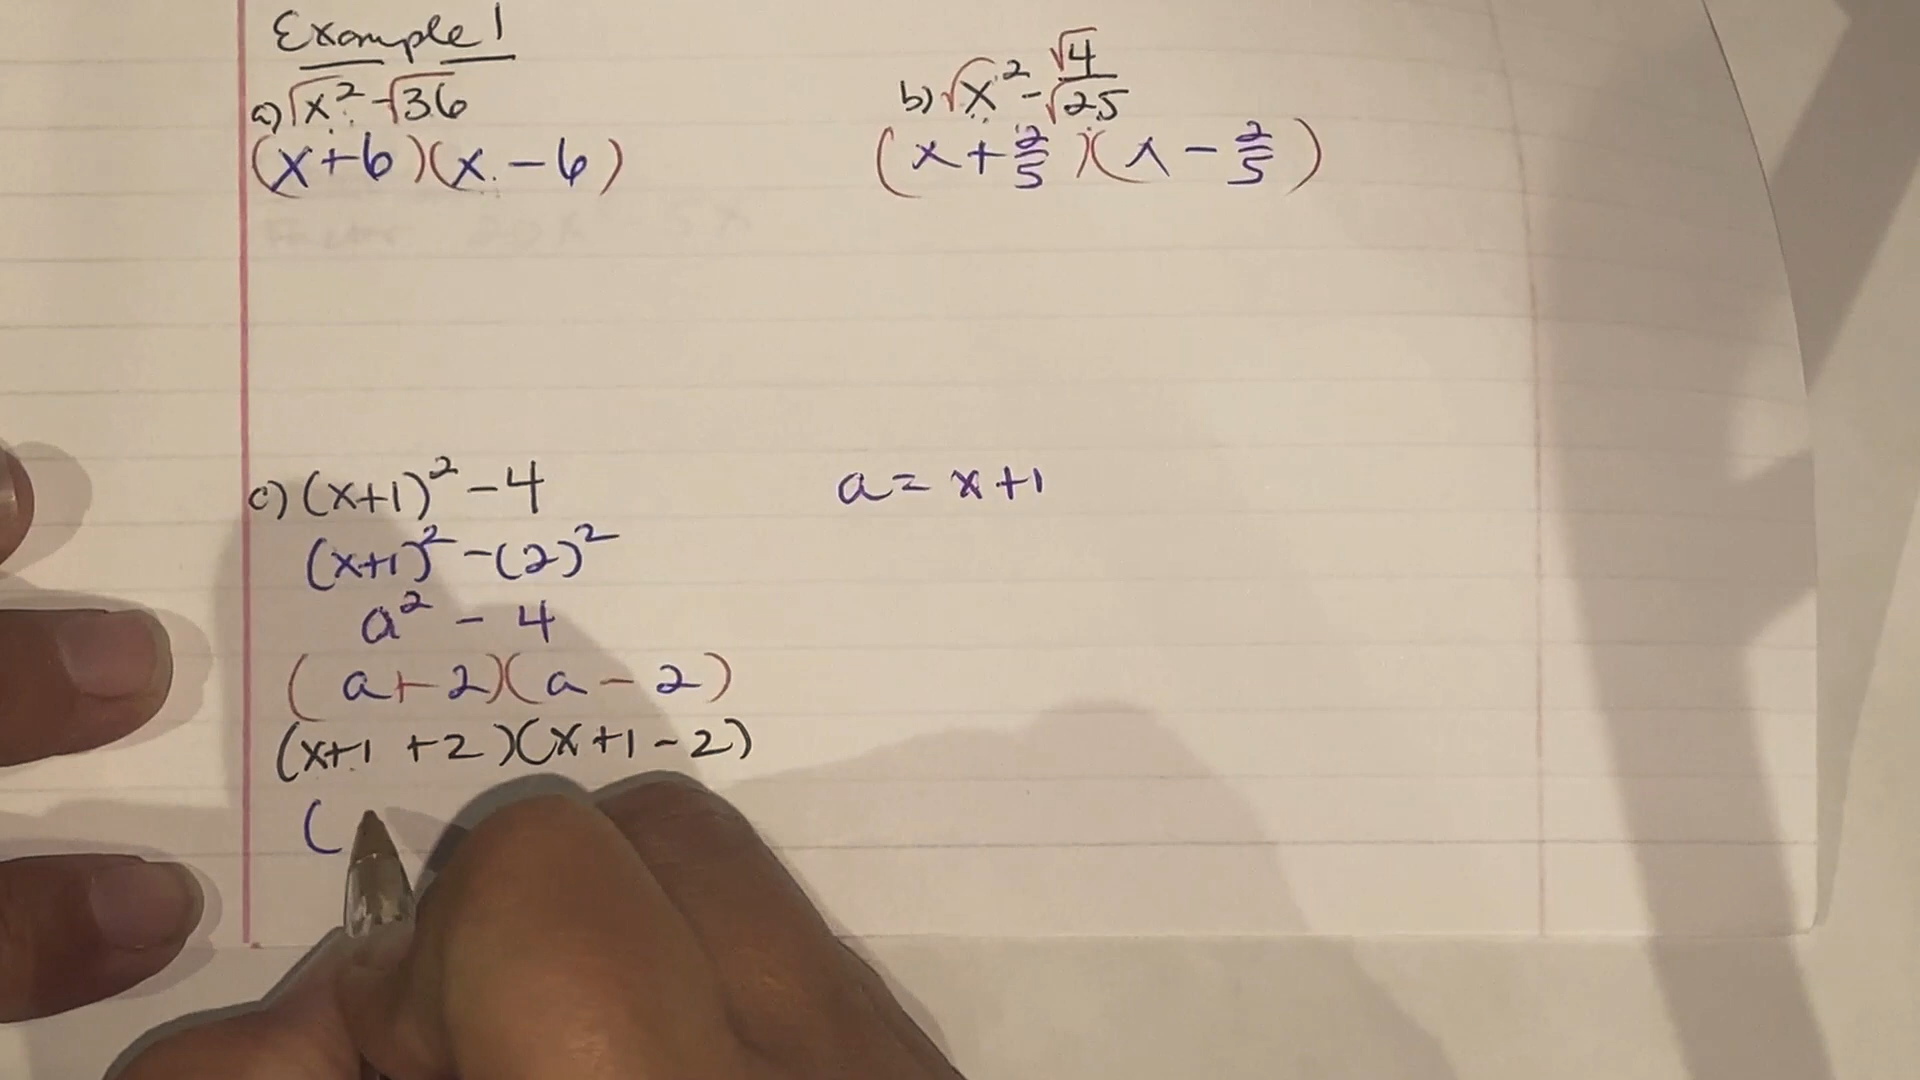 Example 1
a) √x² - √36
(x+6)(x-6)
b) √x² - √4/√25
(x + 2/5)(x - 2/5)
c) (x+1)² - 4
a = x+1
(x+1)² - (2)²
a² - 4
(a+2)(a-2)
(x+1 +2)(x+1-2)
(